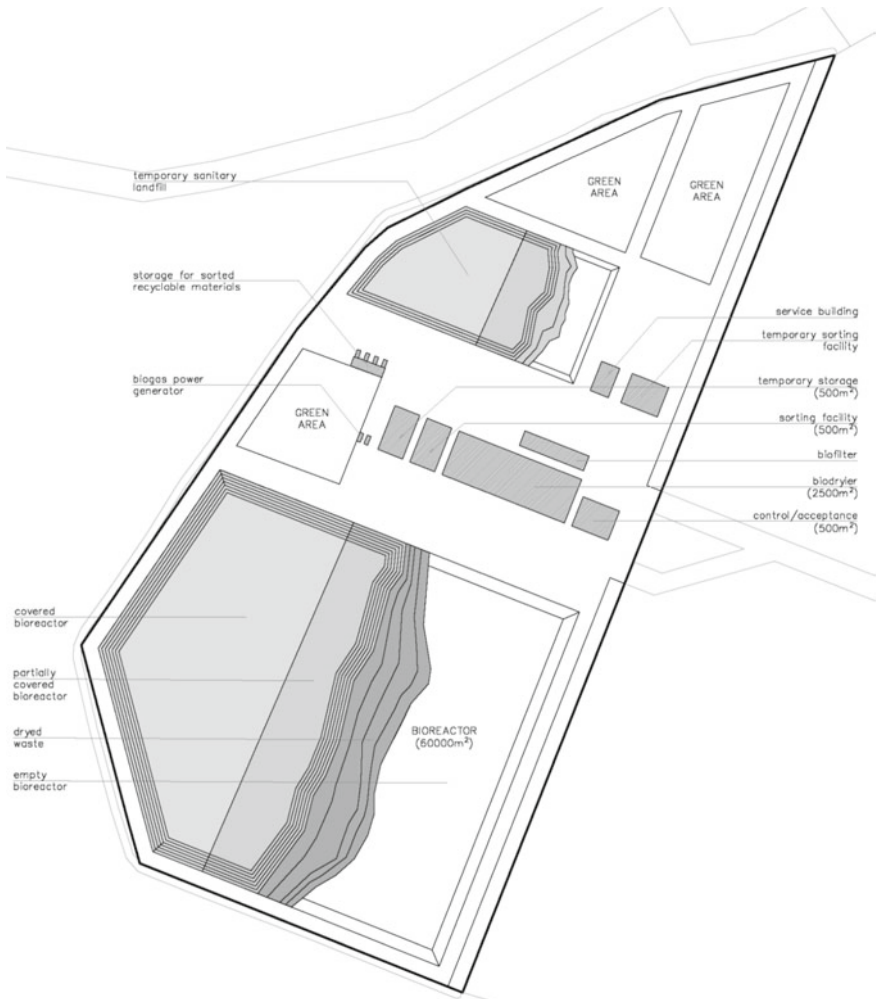 temporary sanitary
landfill
GREEN
AREA
GREEN
AREA
storage for sorted
recyclable materials
biogas power
generator
GREEN
AREA
service building
temporary sorting
facility
temporary storage
(500m²)
sorting facility
(500m²)
biofilter
biodryler
(2500m²)
control/acceptance
(500m²)
covered
bioreactor
partially
covered
bioreactor
dryed
waste
empty
bioreactor
BIOREACTOR
(60000m²)